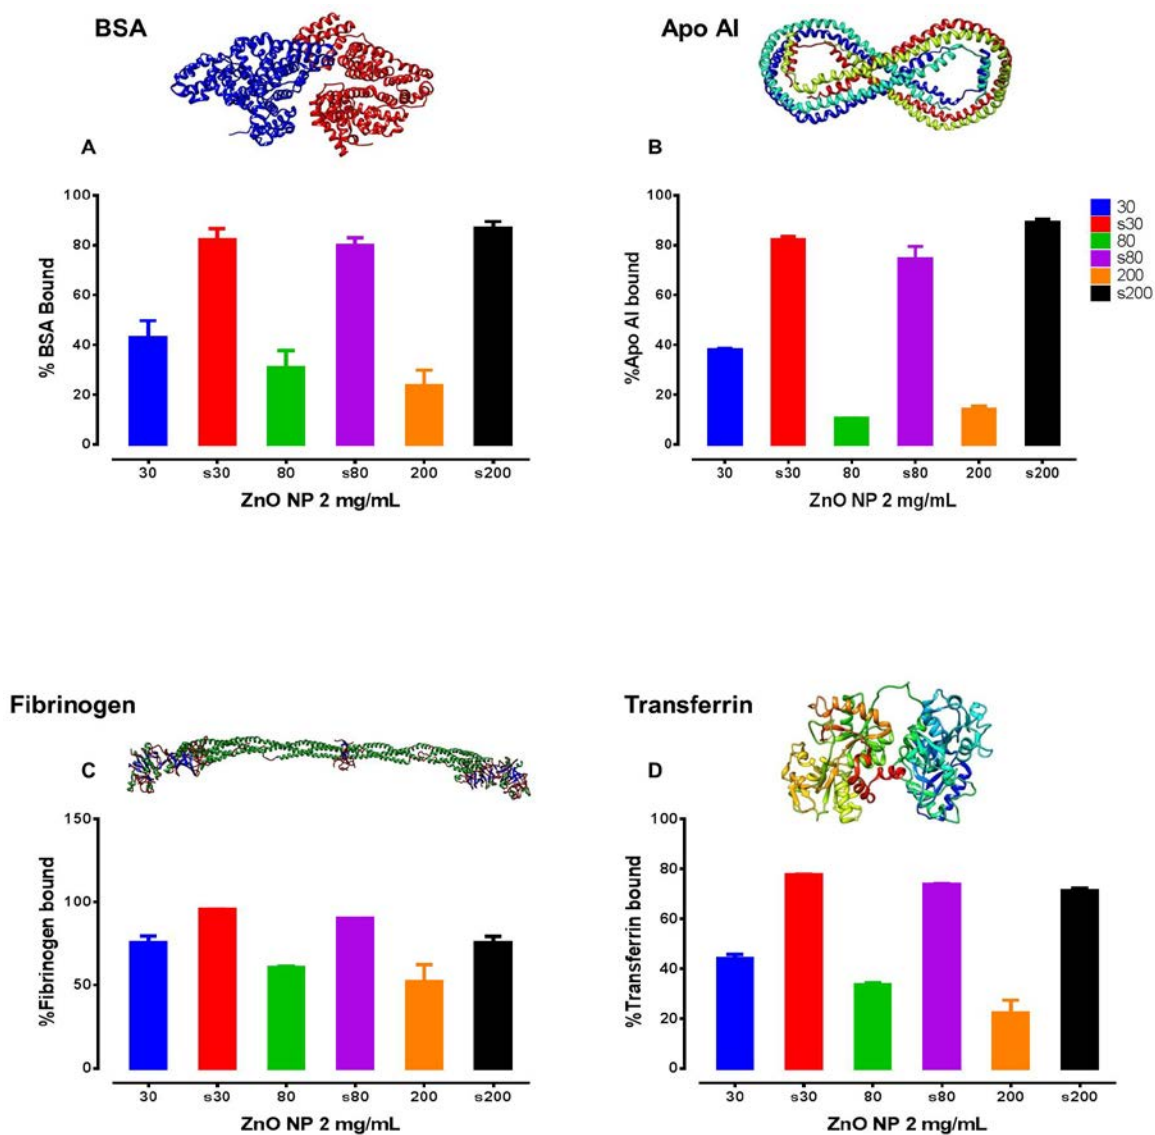 BSA
A
% BSA Bound
100
80
60
40
20
0
30 s30 80 s80 200 s200
ZnO NP 2 mg/mL
Apo AI
B
%Apo AI bound
100
80
60
40
20
0
30 s30 80 s80 200 s200
ZnO NP 2 mg/mL
30
s30
80
s80
200
s200
Fibrinogen
C
%Fibrinogen bound
150
100
50
0
30 s30 80 s80 200 s200
ZnO NP 2 mg/mL
Transferrin
D
%Transferrin bound
100
80
60
40
20
0
30 s30 80 s80 200 s200
ZnO NP 2 mg/mL